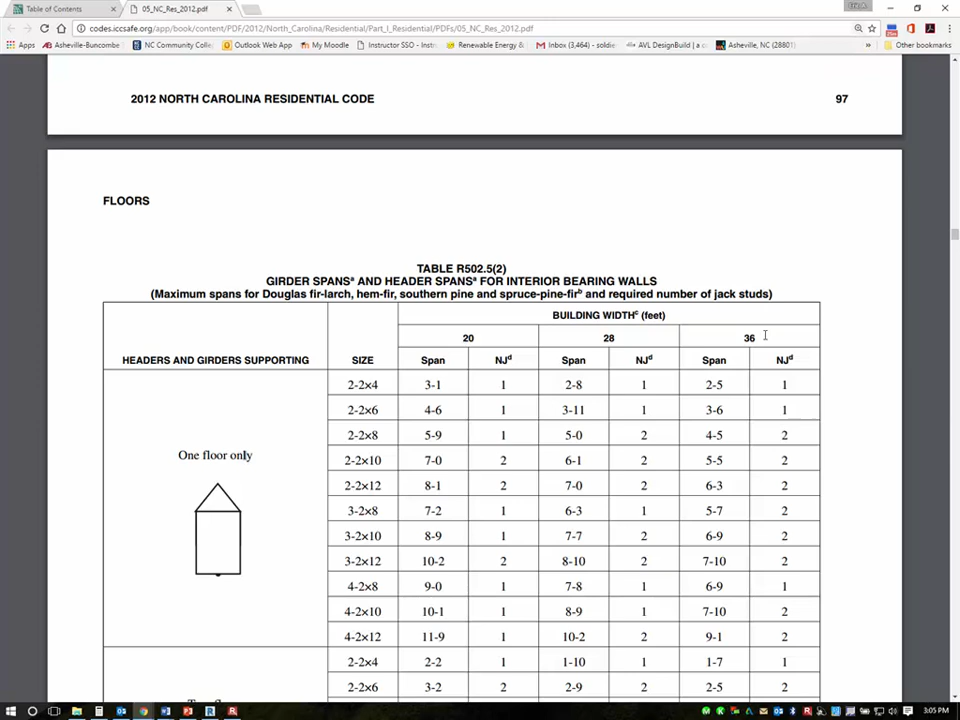 Table of Contents
05_NC_Res_2012.pdf
codes.iccsafe.org/app/book/content/PDF/2012/North_Carolina/Residential/Part_I_Residential/PDFs/05_NC_Res_2012.pdf
Apps Asheville-Buncombe NC Community Colle Outlook Web App My Moodle Instructor SSO - Instr Renewable Energy & Inbox (3,464) - soldie AVL DesignBuild | a c Asheville, NC (28801) » Other bookmarks
2012 NORTH CAROLINA RESIDENTIAL CODE 97
FLOORS
TABLE R502.5(2)
GIRDER SPANSa AND HEADER SPANSa FOR INTERIOR BEARING WALLS
(Maximum spans for Douglas fir-larch, hem-fir, southern pine and spruce-pine-firb and required number of jack studs)
HEADERS AND GIRDERS SUPPORTING SIZE BUILDING WIDTHc (feet)
20 28 36
Span NJd Span NJd Span NJd
One floor only
2-2×4 3-1 1 2-8 1 2-5 1
2-2×6 4-6 1 3-11 1 3-6 1
2-2×8 5-9 1 5-0 2 4-5 2
2-2×10 7-0 2 6-1 2 5-5 2
2-2×12 8-1 2 7-0 2 6-3 2
3-2×8 7-2 1 6-3 1 5-7 2
3-2×10 8-9 1 7-7 2 6-9 2
3-2×12 10-2 2 8-10 2 7-10 2
4-2×8 9-0 1 7-8 1 6-9 1
4-2×10 10-1 1 8-9 1 7-10 2
4-2×12 11-9 1 10-2 2 9-1 2
2-2×4 2-2 1 1-10 1 1-7 1
2-2×6 3-2 2 2-9 2 2-5 2
3:05 PM